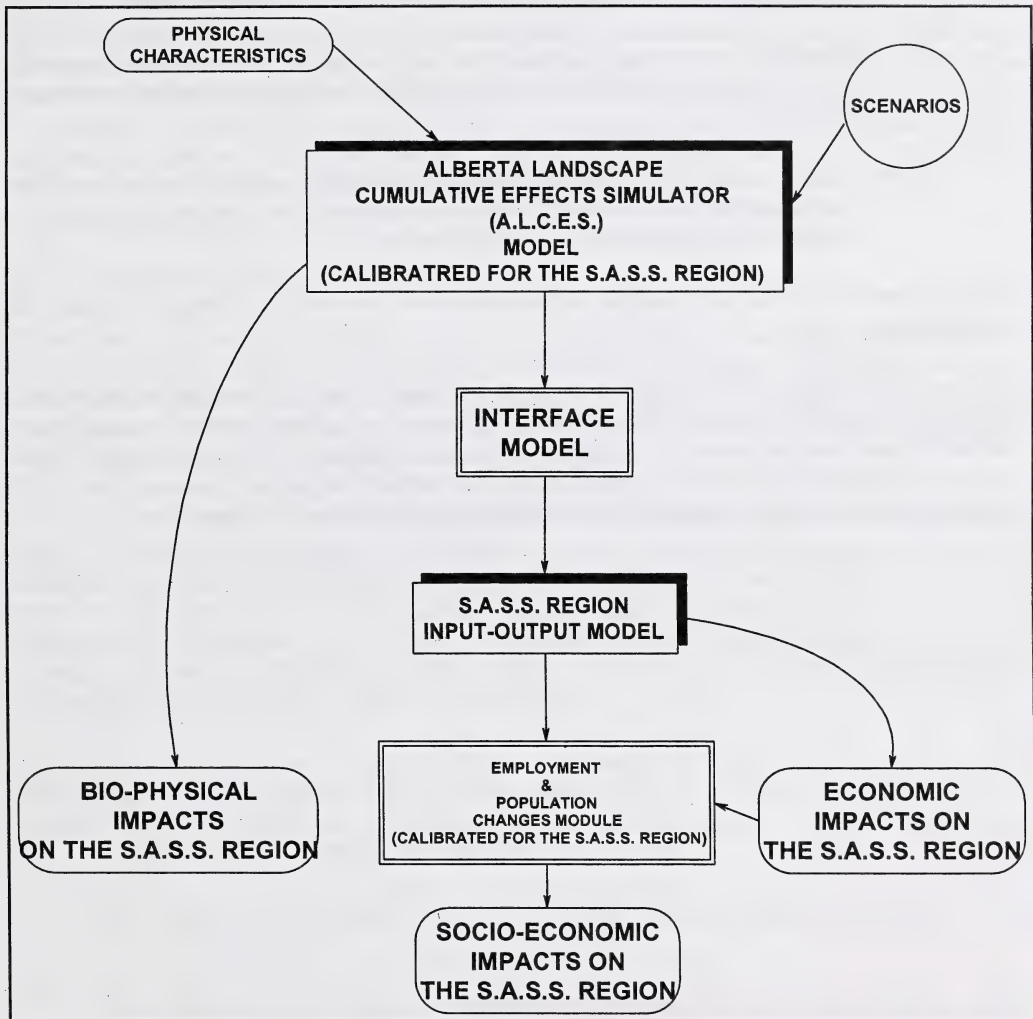 PHYSICAL
CHARACTERISTICS
SCENARIOS
ALBERTA LANDSCAPE
CUMULATIVE EFFECTS SIMULATOR
(A.L.C.E.S.)
MODEL
(CALIBRATRED FOR THE S.A.S.S. REGION)
INTERFACE
MODEL
S.A.S.S. REGION
INPUT-OUTPUT MODEL
EMPLOYMENT
&
POPULATION
CHANGES MODULE
(CALIBRATED FOR THE S.A.S.S. REGION)
BIO-PHYSICAL
IMPACTS
ON THE S.A.S.S. REGION
ECONOMIC
IMPACTS ON
THE S.A.S.S. REGION
SOCIO-ECONOMIC
IMPACTS ON
THE S.A.S.S. REGION